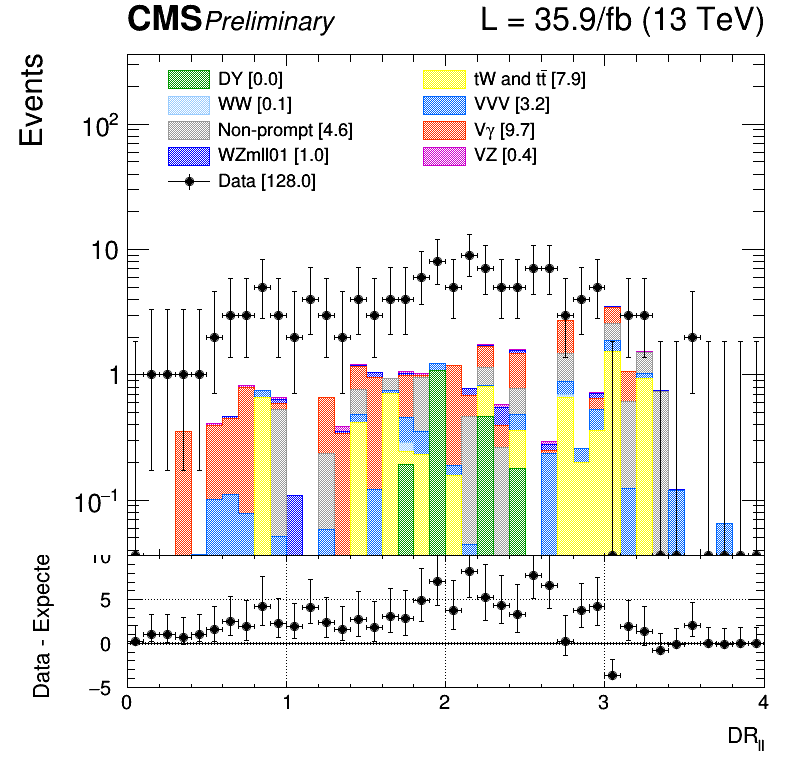 CMS Preliminary L = 35.9/fb (13 TeV)
Events
DY [0.0]
WW [0.1]
Non-prompt [4.6]
WZmll01 [1.0]
Data [128.0]
tW and tt̄ [7.9]
VVV [3.2]
Vγ [9.7]
VZ [0.4]
10²
10
1
10⁻¹
Data - Expecte
10
5
0
−5
0 1 2 3 4
DR_ll